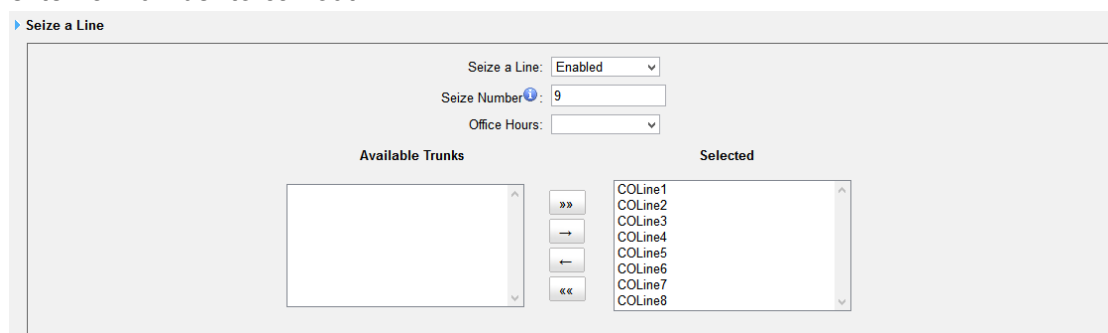 Seize a Line
Seize a Line: Enabled
Seize Number : 9
Office Hours:
Available Trunks
Selected
»»
→
←
««
COLine1
COLine2
COLine3
COLine4
COLine5
COLine6
COLine7
COLine8